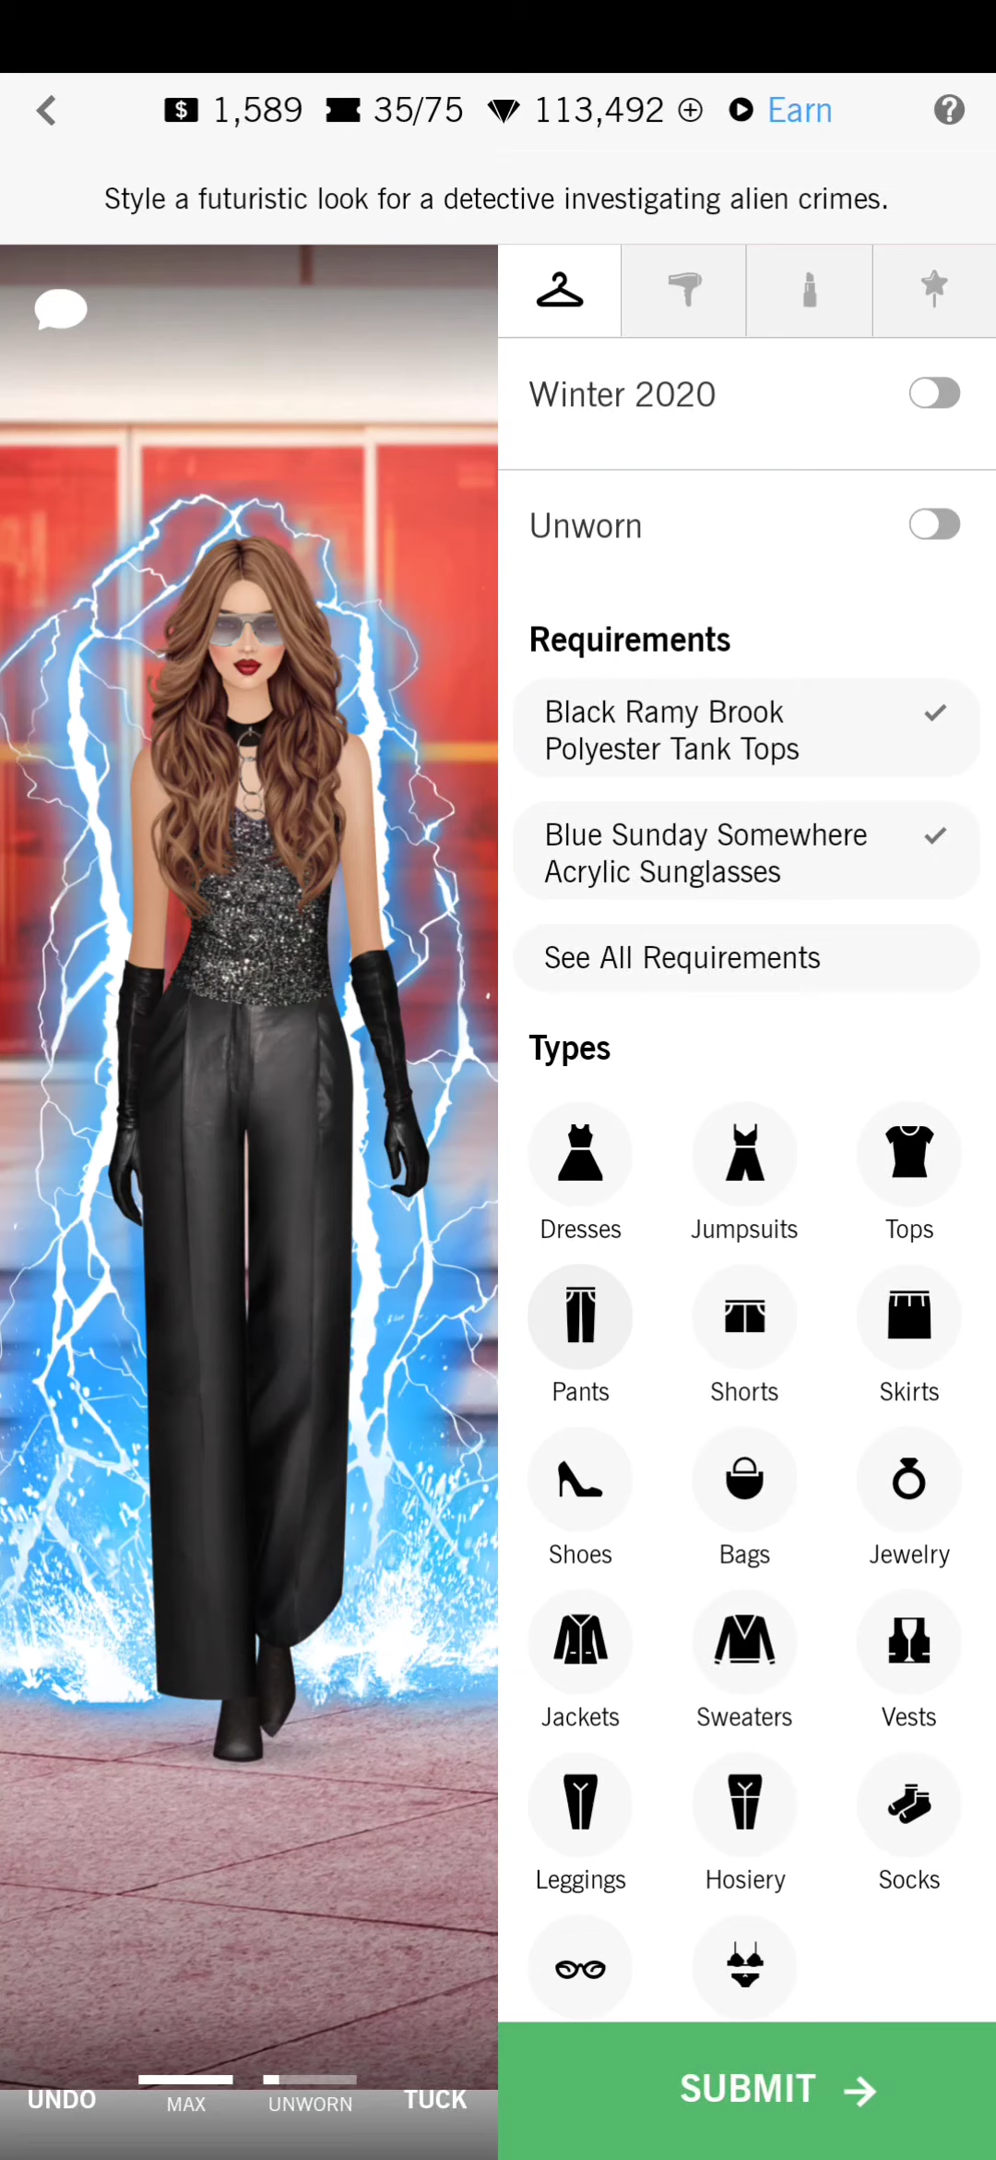 $ 1,589 35/75 113,492 Earn ?
Style a futuristic look for a detective investigating alien crimes.
Winter 2020
Unworn
Requirements
Black Ramy Brook
Polyester Tank Tops
Blue Sunday Somewhere
Acrylic Sunglasses
See All Requirements
Types
Dresses Jumpsuits Tops
Pants Shorts Skirts
Shoes Bags Jewelry
Jackets Sweaters Vests
Leggings Hosiery Socks
UNDO MAX UNWORN TUCK
SUBMIT